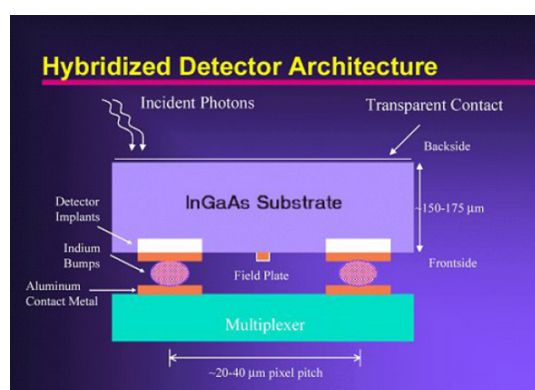 Hybridized Detector Architecture
Incident Photons
Transparent Contact
Backside
InGaAs Substrate
~150-175 µm
Detector
Implants
Indium
Bumps
Field Plate
Frontside
Aluminum
Contact Metal
Multiplexer
~20-40 µm pixel pitch